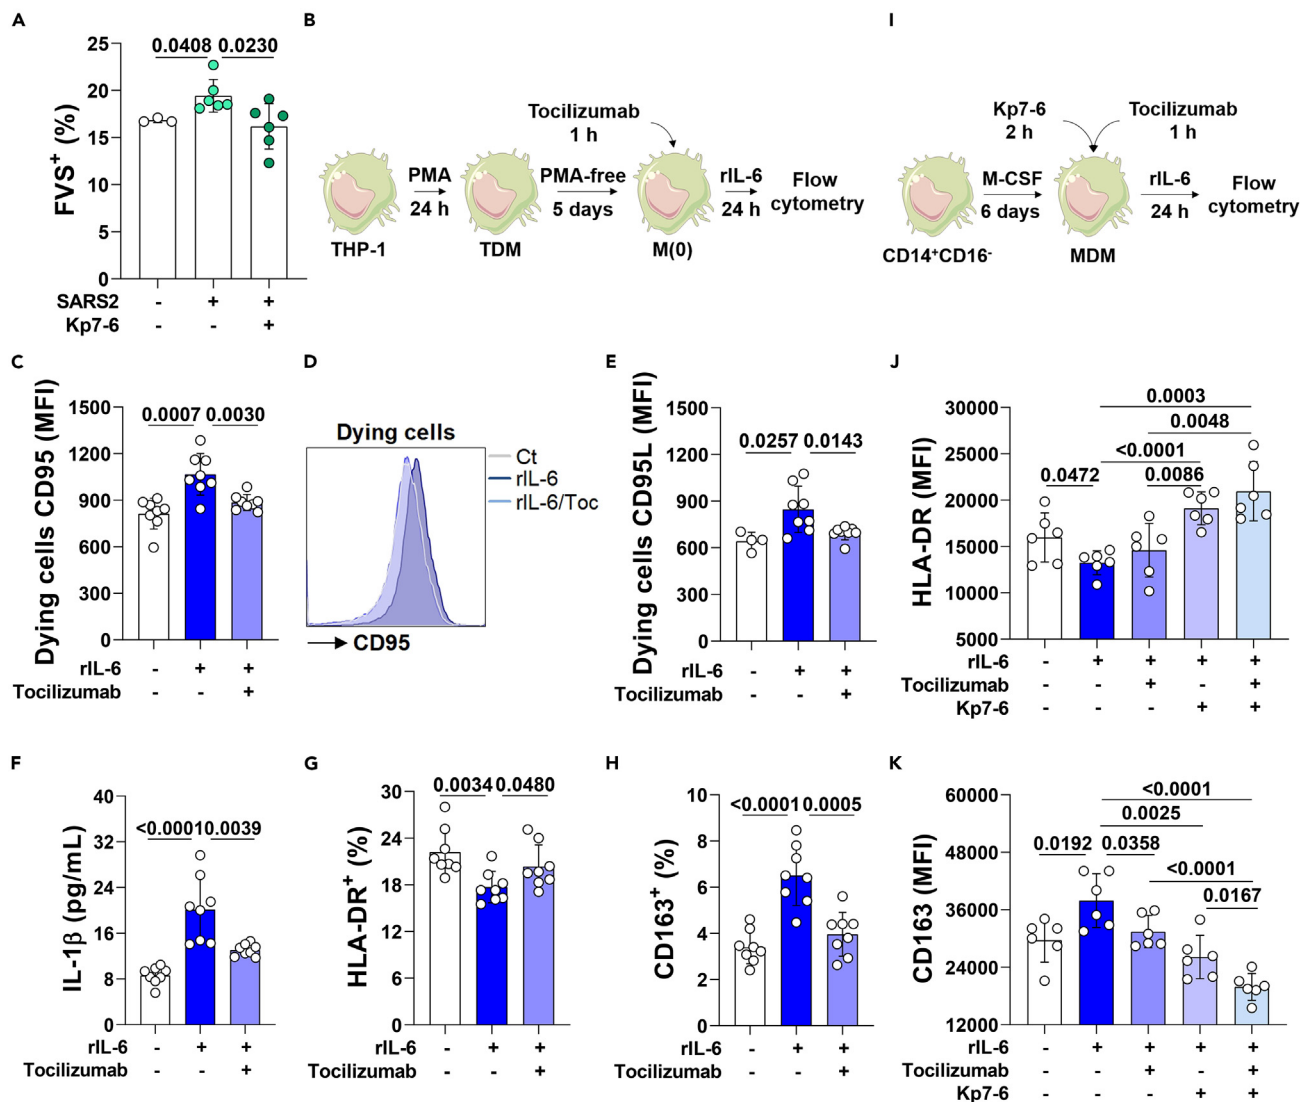 A
25
20
15
10
5
0
FVS⁺ (%)
0.0408 0.0230
SARS2 - + +
Kp7-6 - - +
B
Tocilizumab
1 h
PMA
24 h
PMA-free
5 days
rIL-6
24 h
Flow
cytometry
THP-1
TDM
M(0)
I
Kp7-6
2 h
Tocilizumab
1 h
M-CSF
6 days
rIL-6
24 h
Flow
cytometry
CD14⁺CD16⁻
MDM
C
Dying cells CD95 (MFI)
1500
1200
900
600
300
0
0.0007 0.0030
rIL-6 - + +
Tocilizumab - - +
D
Dying cells
Ct
rIL-6
rIL-6/Toc
CD95
E
Dying cells CD95L (MFI)
1500
1200
900
600
300
0
0.0257 0.0143
rIL-6 - + +
Tocilizumab - - +
J
HLA-DR (MFI)
30000
25000
20000
15000
10000
5000
0.0003
0.0048
<0.0001
0.0472
0.0086
rIL-6 - + + + +
Tocilizumab - - + - +
Kp7-6 - - - + +
F
IL-1β (pg/mL)
40
32
24
16
8
0
<0.0001 0.0039
rIL-6 - + +
Tocilizumab - - +
G
HLA-DR⁺ (%)
30
24
18
12
6
0
0.0034 0.0480
rIL-6 - + +
Tocilizumab - - +
H
CD163⁺ (%)
10
8
6
4
2
0
<0.0001 0.0005
rIL-6 - + +
Tocilizumab - - +
K
CD163 (MFI)
60000
48000
36000
24000
12000
<0.0001
0.0025
0.0192 0.0358
<0.0001
0.0167
rIL-6 - + + + +
Tocilizumab - - + - +
Kp7-6 - - - + +